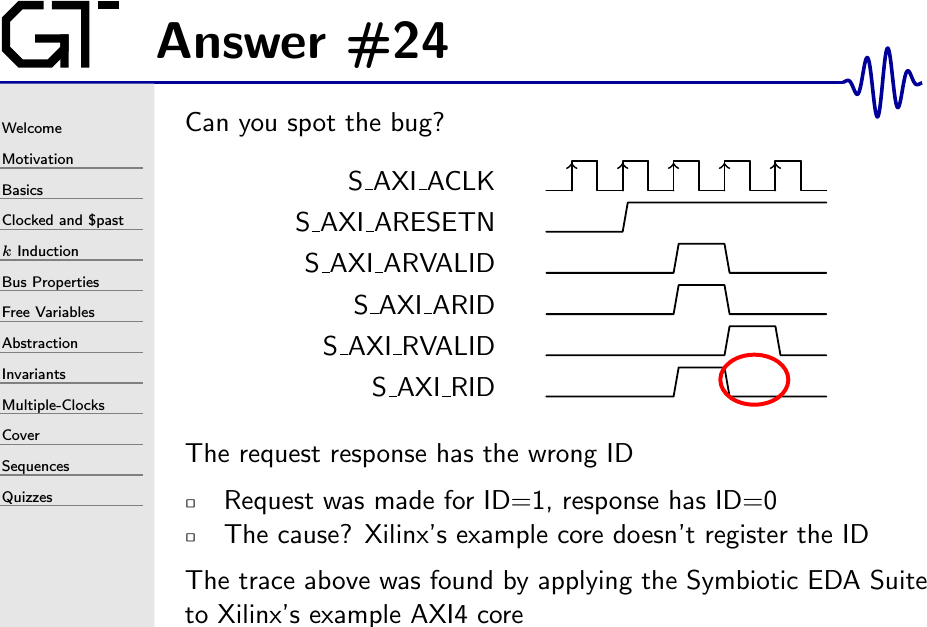 GT
Answer #24
Welcome
Motivation
Basics
Clocked and $past
k Induction
Bus Properties
Free Variables
Abstraction
Invariants
Multiple-Clocks
Cover
Sequences
Quizzes
Can you spot the bug?
S_AXI_ACLK
S_AXI_ARESETN
S_AXI_ARVALID
S_AXI_ARID
S_AXI_RVALID
S_AXI_RID
The request response has the wrong ID
Request was made for ID=1, response has ID=0
The cause? Xilinx's example core doesn't register the ID
The trace above was found by applying the Symbiotic EDA Suite
to Xilinx's example AXI4 core